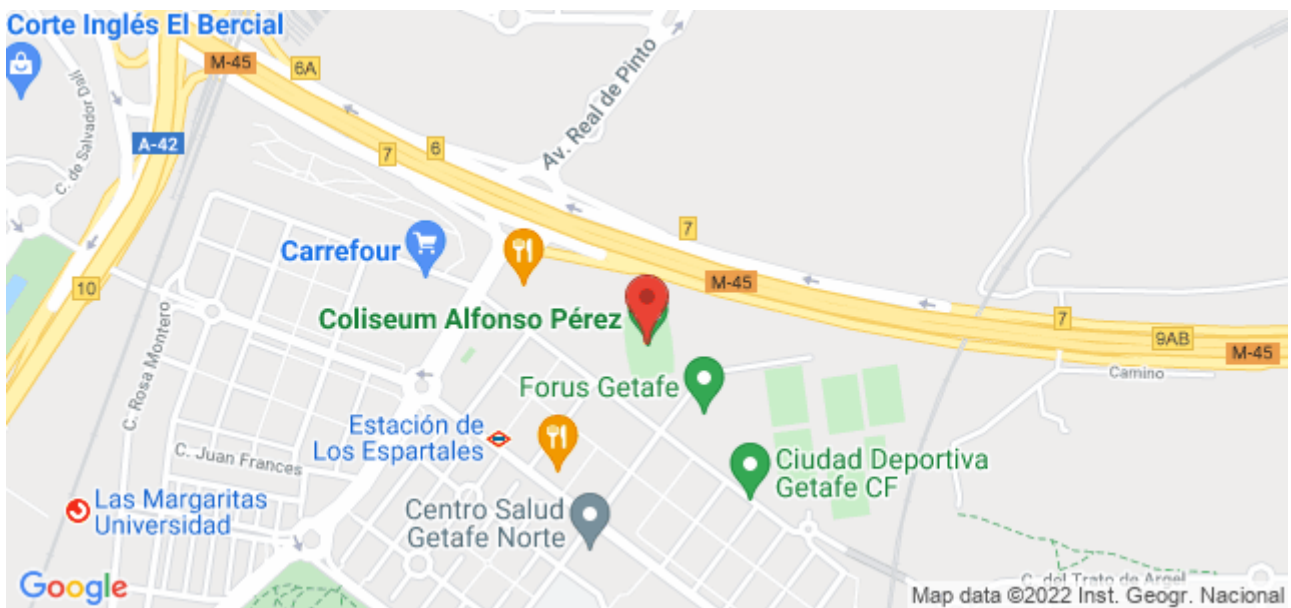 Corte Inglés El Bercial
M-45
6A
C. de Salvador Dalí
A-42
7
6
Av. Real de Pinto
7
Carrefour
10
M-45
Coliseum Alfonso Pérez
7
9AB
M-45
Camino
C. Rosa Montero
Forus Getafe
Estación de
Los Espartales
C. Juan Frances
Ciudad Deportiva
Getafe CF
Las Margaritas
Universidad
Centro Salud
Getafe Norte
C. del Trato de Argel
Google
Map data ©2022 Inst. Geogr. Nacional